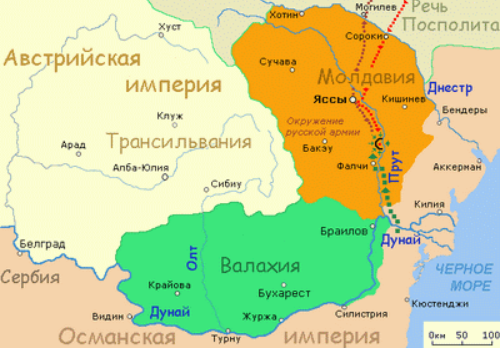 Могилев
Речь
Посполита
Хотин
Хуст
Сороки
Австрийская
империя
Сучава
Молдавия
Днестр
Яссы
Кишинев
Бендеры
Клуж
Окружение
русской армии
Трансильвания
Арад
Алба-Юлия
Бакэу
Фалчи
Прут
Аккерман
Сибиу
Килия
Белград
Браилов
Дунай
Сербия
Олт
Валахия
ЧЕРНОЕ
МОРЕ
Крайова
Бухарест
Видин
Дунай
Журжа
Силистрия
Кюстенджи
Османская
империя
Турну
0км 50 100